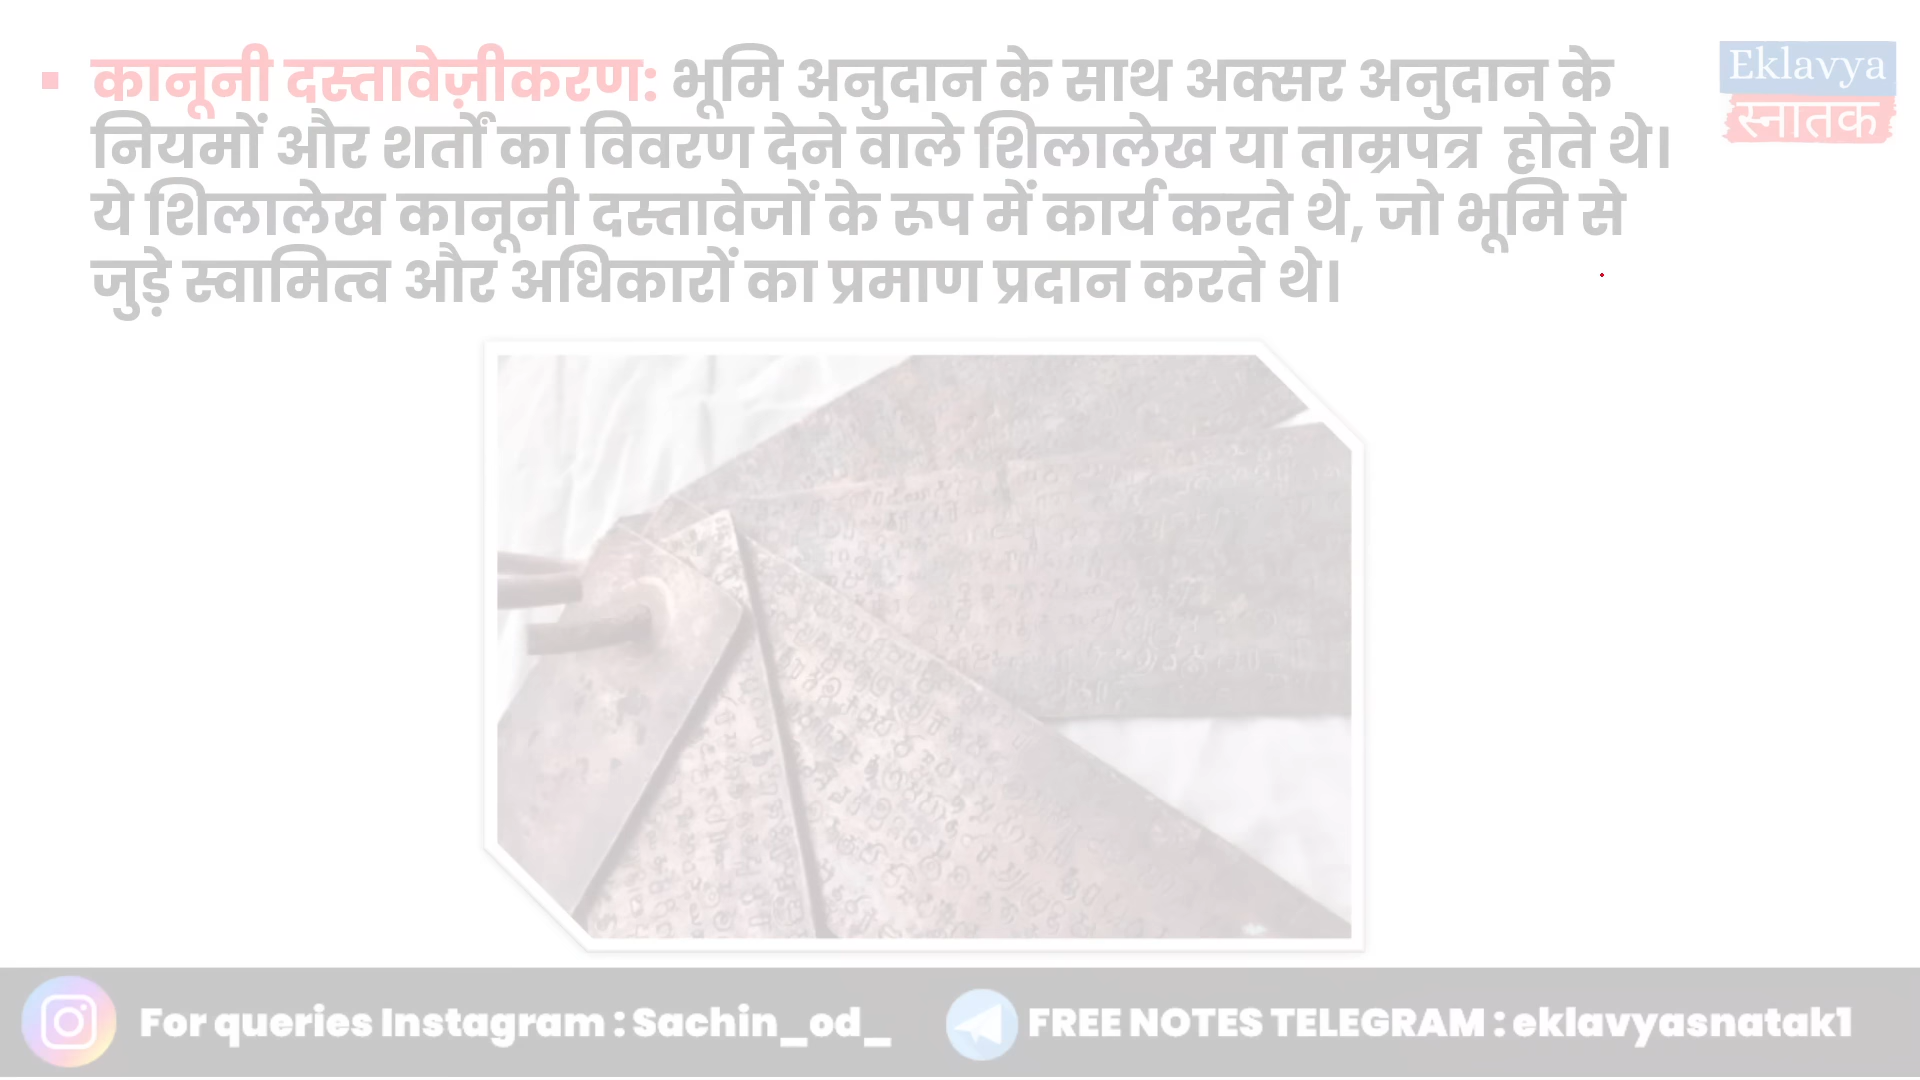 ▪ कानूनी दस्तावेज़ीकरण: भूमि अनुदान के साथ अक्सर अनुदान के
नियमों और शर्तों का विवरण देने वाले शिलालेख या ताम्रपत्र होते थे।
ये शिलालेख कानूनी दस्तावेजों के रूप में कार्य करते थे, जो भूमि से
जुड़े स्वामित्व और अधिकारों का प्रमाण प्रदान करते थे।
Eklavya
स्नातक
For queries Instagram : Sachin_od_
FREE NOTES TELEGRAM : eklavyasnatak1